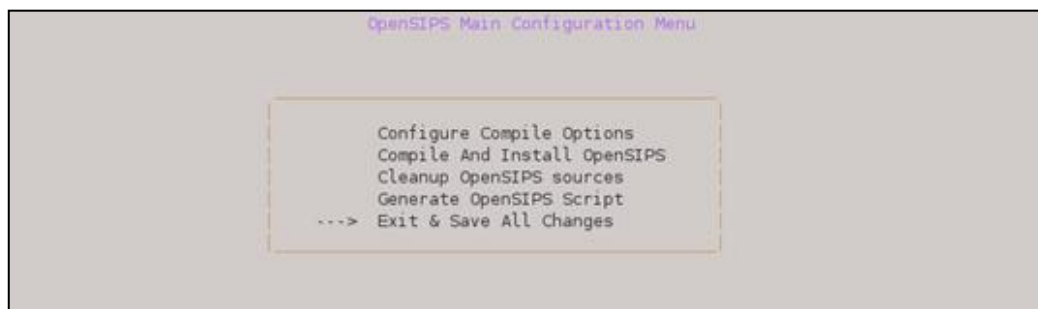 OpenSIPS Main Configuration Menu
Configure Compile Options
Compile And Install OpenSIPS
Cleanup OpenSIPS sources
Generate OpenSIPS Script
---> Exit & Save All Changes